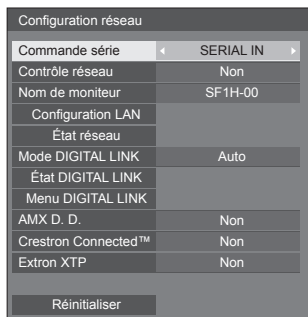 Configuration réseau
Commande série SERIAL IN
Contrôle réseau Non
Nom de moniteur SF1H-00
Configuration LAN
État réseau
Mode DIGITAL LINK Auto
État DIGITAL LINK
Menu DIGITAL LINK
AMX D. D. Non
Crestron Connected™ Non
Extron XTP Non
Réinitialiser